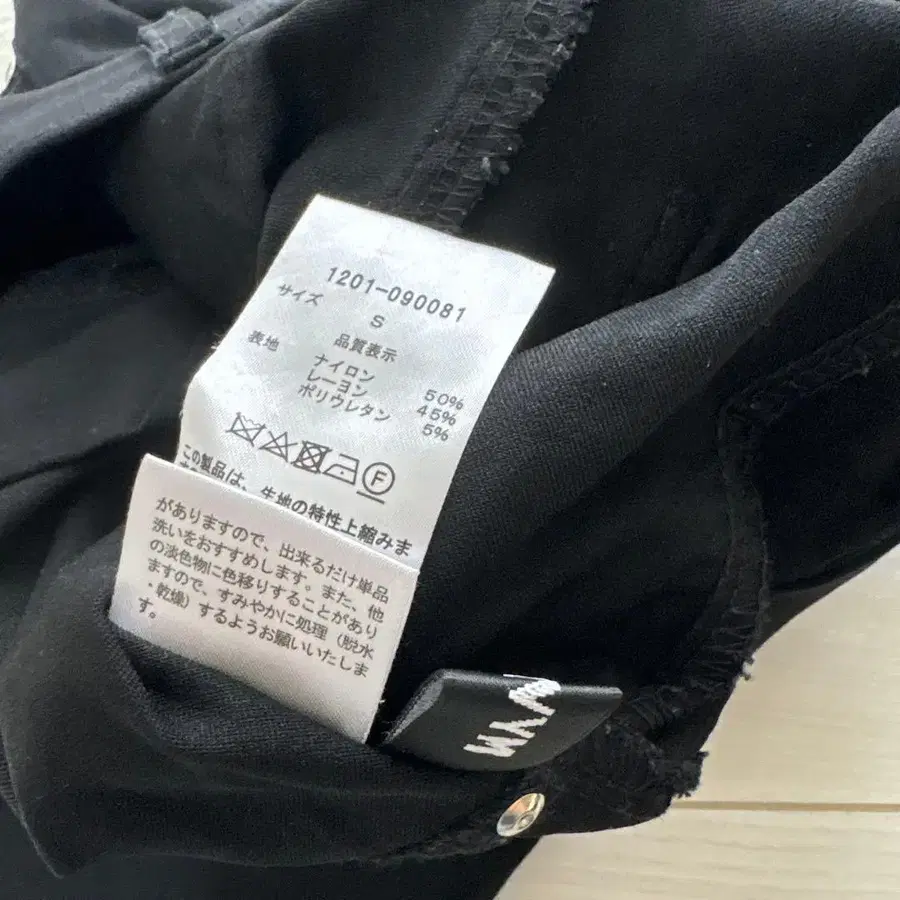 1201-090081
サイズ
S
品質表示
表地
ナイロン 50%
レーヨン 45%
ポリウレタン 5%
F
この製品は、生地の特性上縮みま
がありますので、出来るだけ単品
洗いをおすすめします。また、他
の淡色物に色移りすることがあり
ますので、すみやかに処理（脱水
・乾燥）するようお願いいたしま
す。